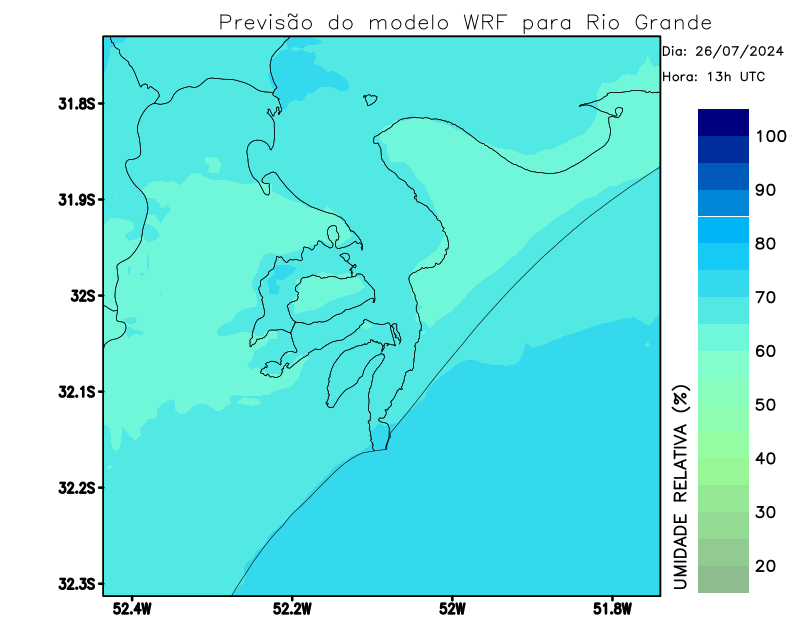 Previsão do modelo WRF para Rio Grande
Dia: 26/07/2024
Hora: 13h UTC
31.8S
31.9S
32S
32.1S
32.2S
32.3S
52.4W
52.2W
52W
51.8W
100
90
80
70
60
50
40
30
20
UMIDADE RELATIVA (%)